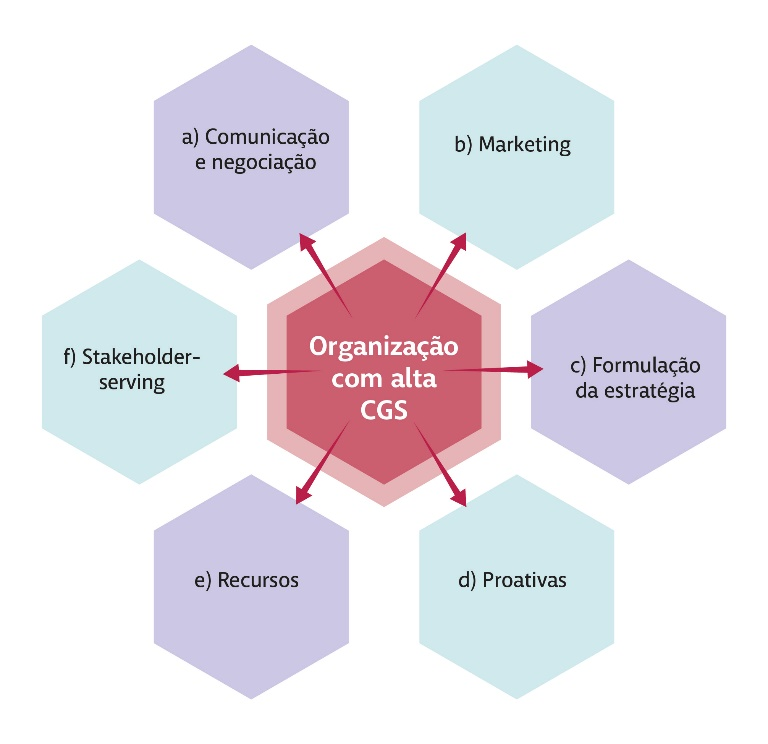 a) Comunicação
e negociação
b) Marketing
f) Stakeholder-
serving
Organização
com alta
CGS
c) Formulação
da estratégia
e) Recursos
d) Proativas